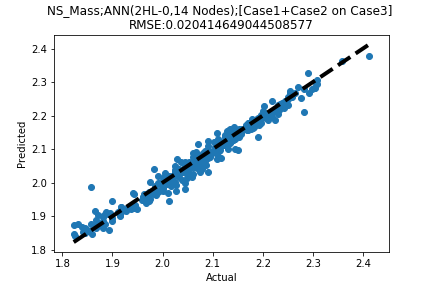 NS_Mass;ANN(2HL-0,14 Nodes);[Case1+Case2 on Case3]
RMSE:0.020414649044508577
2.4
2.3
2.2
2.1
2.0
1.9
1.8
Predicted
1.8 1.9 2.0 2.1 2.2 2.3 2.4
Actual